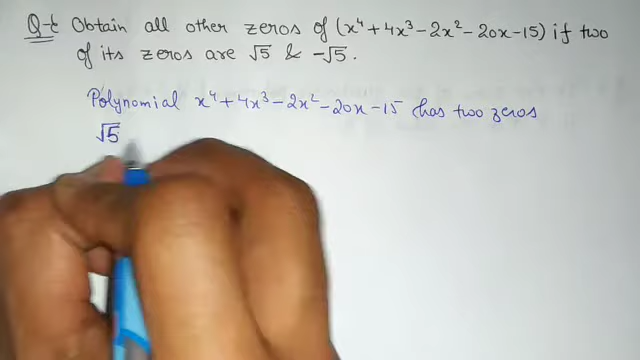 Q-t Obtain all other zeros of (x⁴+4x³-2x²-20x-15) if two
of its zeros are √5 & -√5.
Polynomial x⁴+4x³-2x²-20x-15 has two zeros
√5